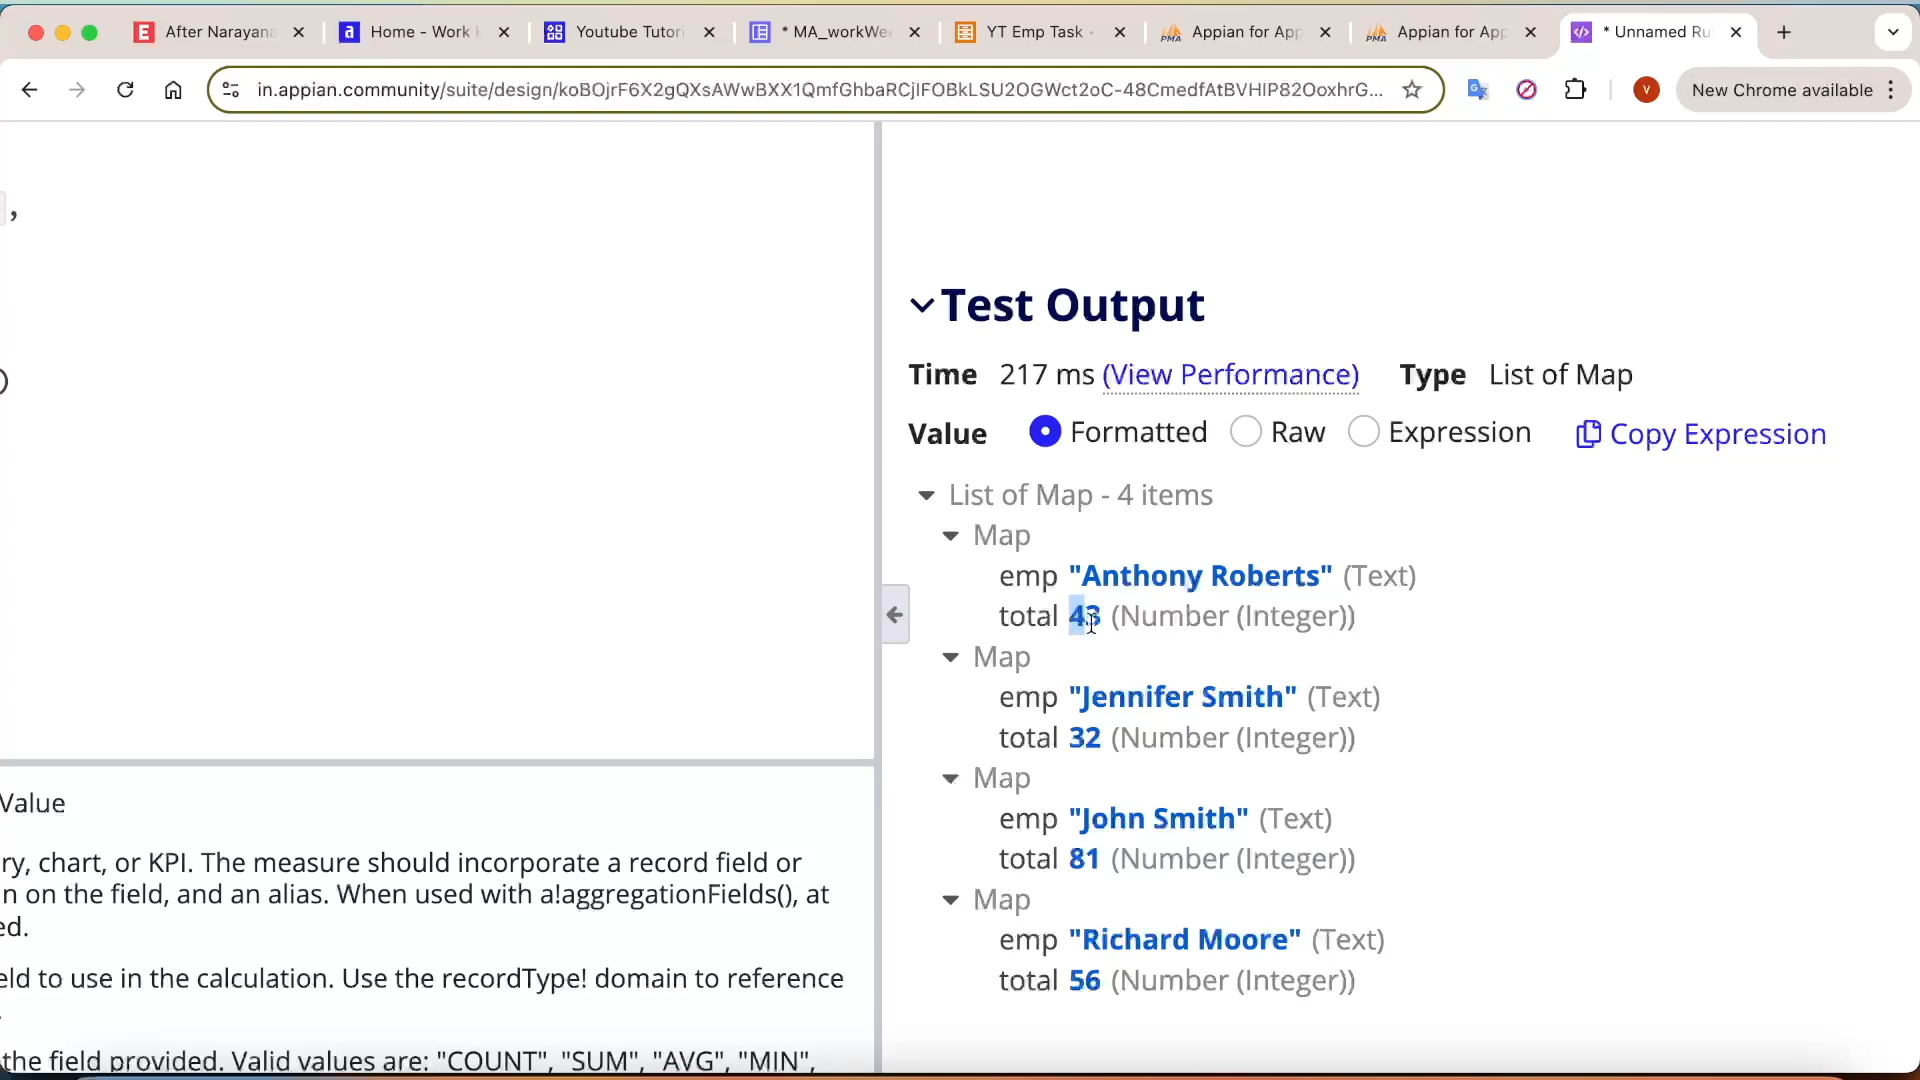 After Narayana
Home - Work
Youtube Tutori
* MA_workWe
YT Emp Task -
Appian for App
Appian for App
* Unnamed Ru
in.appian.community/suite/design/koBOjrF6X2gQXsAWwBXX1QmfGhbaRCjIFOBkLSU2OGWct2oC-48CmedfAtBVHIP82OoxhrG...
V
New Chrome available
,
)
Test Output
Time 217 ms (View Performance) Type List of Map
Value Formatted Raw Expression Copy Expression
List of Map - 4 items
Map
emp "Anthony Roberts" (Text)
total 43 (Number (Integer))
Map
emp "Jennifer Smith" (Text)
total 32 (Number (Integer))
Map
emp "John Smith" (Text)
total 81 (Number (Integer))
Map
emp "Richard Moore" (Text)
total 56 (Number (Integer))
Value
ry, chart, or KPI. The measure should incorporate a record field or
n on the field, and an alias. When used with a!aggregationFields(), at
ed.
eld to use in the calculation. Use the recordType! domain to reference
.
the field provided. Valid values are: "COUNT", "SUM", "AVG", "MIN",